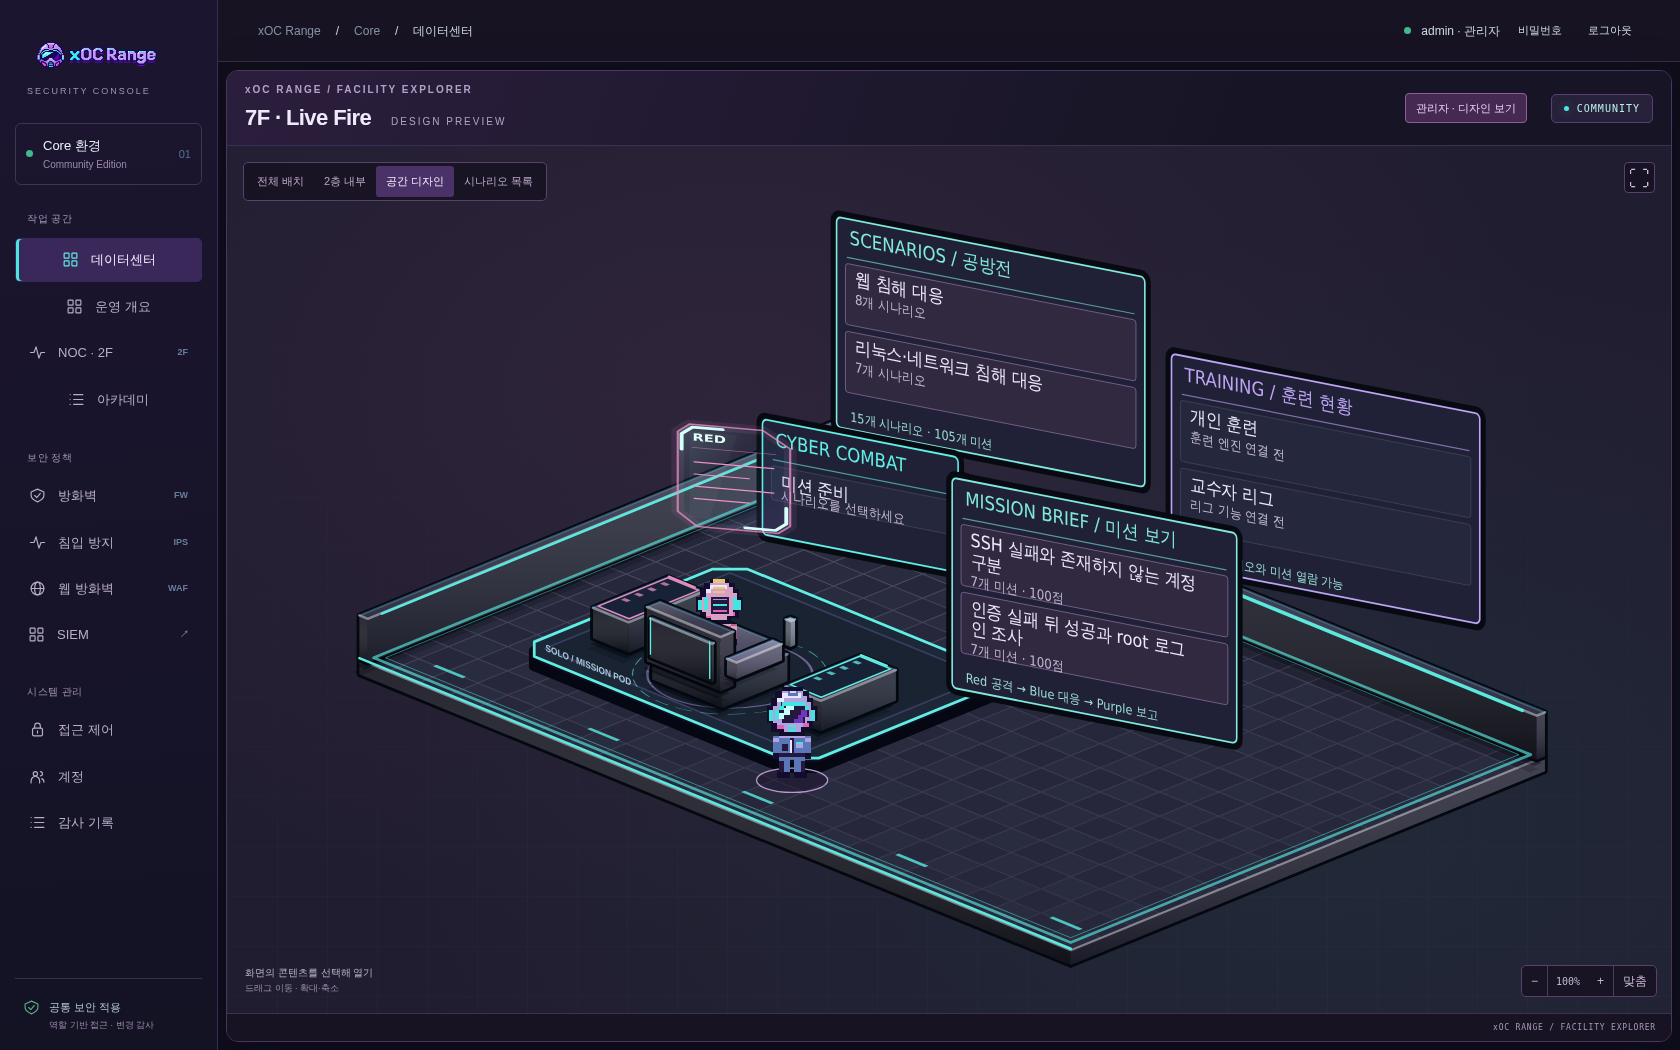 xOC Range
SECURITY CONSOLE
Core 환경
Community Edition
01
작업 공간
데이터센터
운영 개요
NOC · 2F
2F
아카데미
보안 정책
방화벽
FW
침입 방지
IPS
웹 방화벽
WAF
SIEM
↗
시스템 관리
접근 제어
계정
감사 기록
공통 보안 적용
역할 기반 접근 · 변경 감사
xOC Range / Core / 데이터센터
admin · 관리자
비밀번호
로그아웃
xOC RANGE / FACILITY EXPLORER
7F · Live Fire
DESIGN PREVIEW
관리자 · 디자인 보기
COMMUNITY
전체 배치
2층 내부
공간 디자인
시나리오 목록
SCENARIOS / 공방전
웹 침해 대응
8개 시나리오
리눅스·네트워크 침해 대응
7개 시나리오
15개 시나리오 · 105개 미션
TRAINING / 훈련 현황
개인 훈련
훈련 엔진 연결 전
교수자 리그
리그 기능 연결 전
오와 미션 열람 가능
RED
CYBER COMBAT
미션 준비
시나리오를 선택하세요
MISSION BRIEF / 미션 보기
SSH 실패와 존재하지 않는 계정
구분
7개 미션 · 100점
인증 실패 뒤 성공과 root 로그
인 조사
7개 미션 · 100점
Red 공격 → Blue 대응 → Purple 보고
SOLO / MISSION POD
화면의 콘텐츠를 선택해 열기
드래그 이동 · 확대·축소
− 100% + 맞춤
xOC RANGE / FACILITY EXPLORER